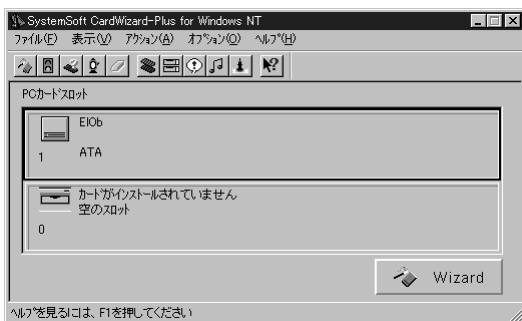 SystemSoft CardWizard-Plus for Windows NT
ファイル(F) 表示(V) アクション(A) オプション(O) ヘルプ(H)
PCカードスロット
EIOb
1 ATA
カードがインストールされていません
空のスロット
0
Wizard
ヘルプを見るには、F1を押してください